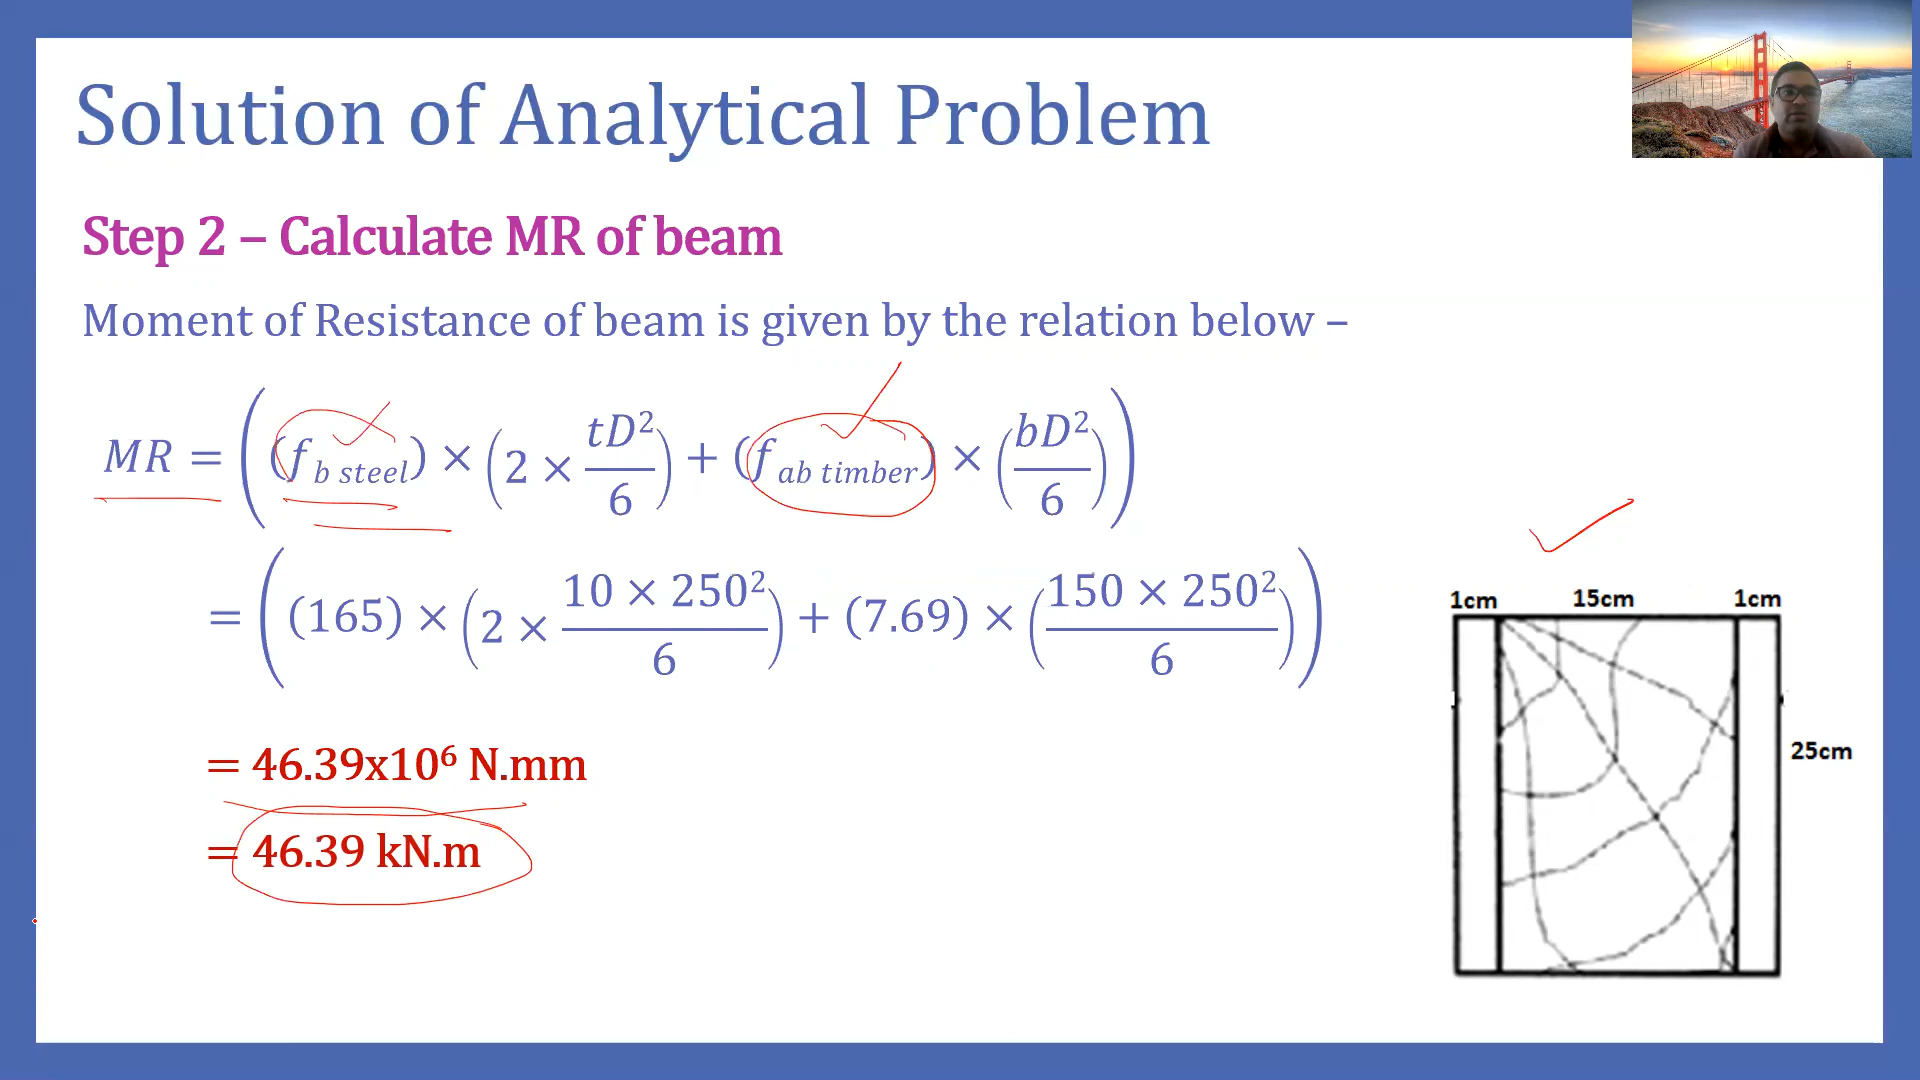 Solution of Analytical Problem
Step 2 – Calculate MR of beam
Moment of Resistance of beam is given by the relation below –
MR = ((f b steel) × (2 × tD²/6) + (f ab timber) × (bD²/6))
= ((165) × (2 × 10 × 250²/6) + (7.69) × (150 × 250²/6))
= 46.39x10⁶ N.mm
= 46.39 kN.m
1cm 15cm 1cm
25cm